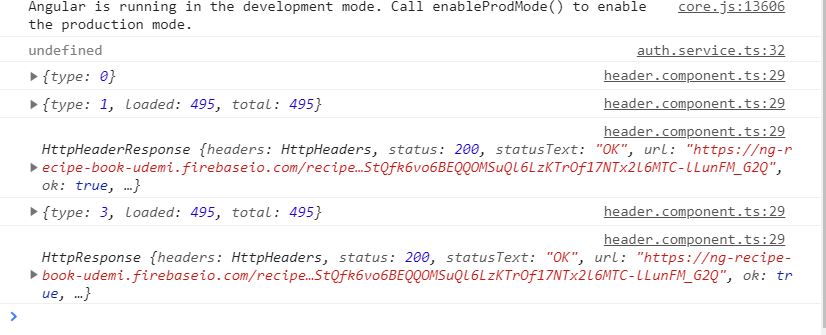 Angular is running in the development mode. Call enableProdMode() to enable core.js:13606
the production mode.
undefined auth.service.ts:32
{type: 0} header.component.ts:29
{type: 1, loaded: 495, total: 495} header.component.ts:29
header.component.ts:29
HttpHeaderResponse {headers: HttpHeaders, status: 200, statusText: "OK", url: "https://ng-r
ecipe-book-udemi.firebaseio.com/recipe…StQfk6vo6BEQQOMSuQl6LzKTrOf17NTx2l6MTC-lLunFM_G2Q",
ok: true, …}
{type: 3, loaded: 495, total: 495} header.component.ts:29
header.component.ts:29
HttpResponse {headers: HttpHeaders, status: 200, statusText: "OK", url: "https://ng-recipe-
book-udemi.firebaseio.com/recipe…StQfk6vo6BEQQOMSuQl6LzKTrOf17NTx2l6MTC-lLunFM_G2Q", ok: tr
ue, …}